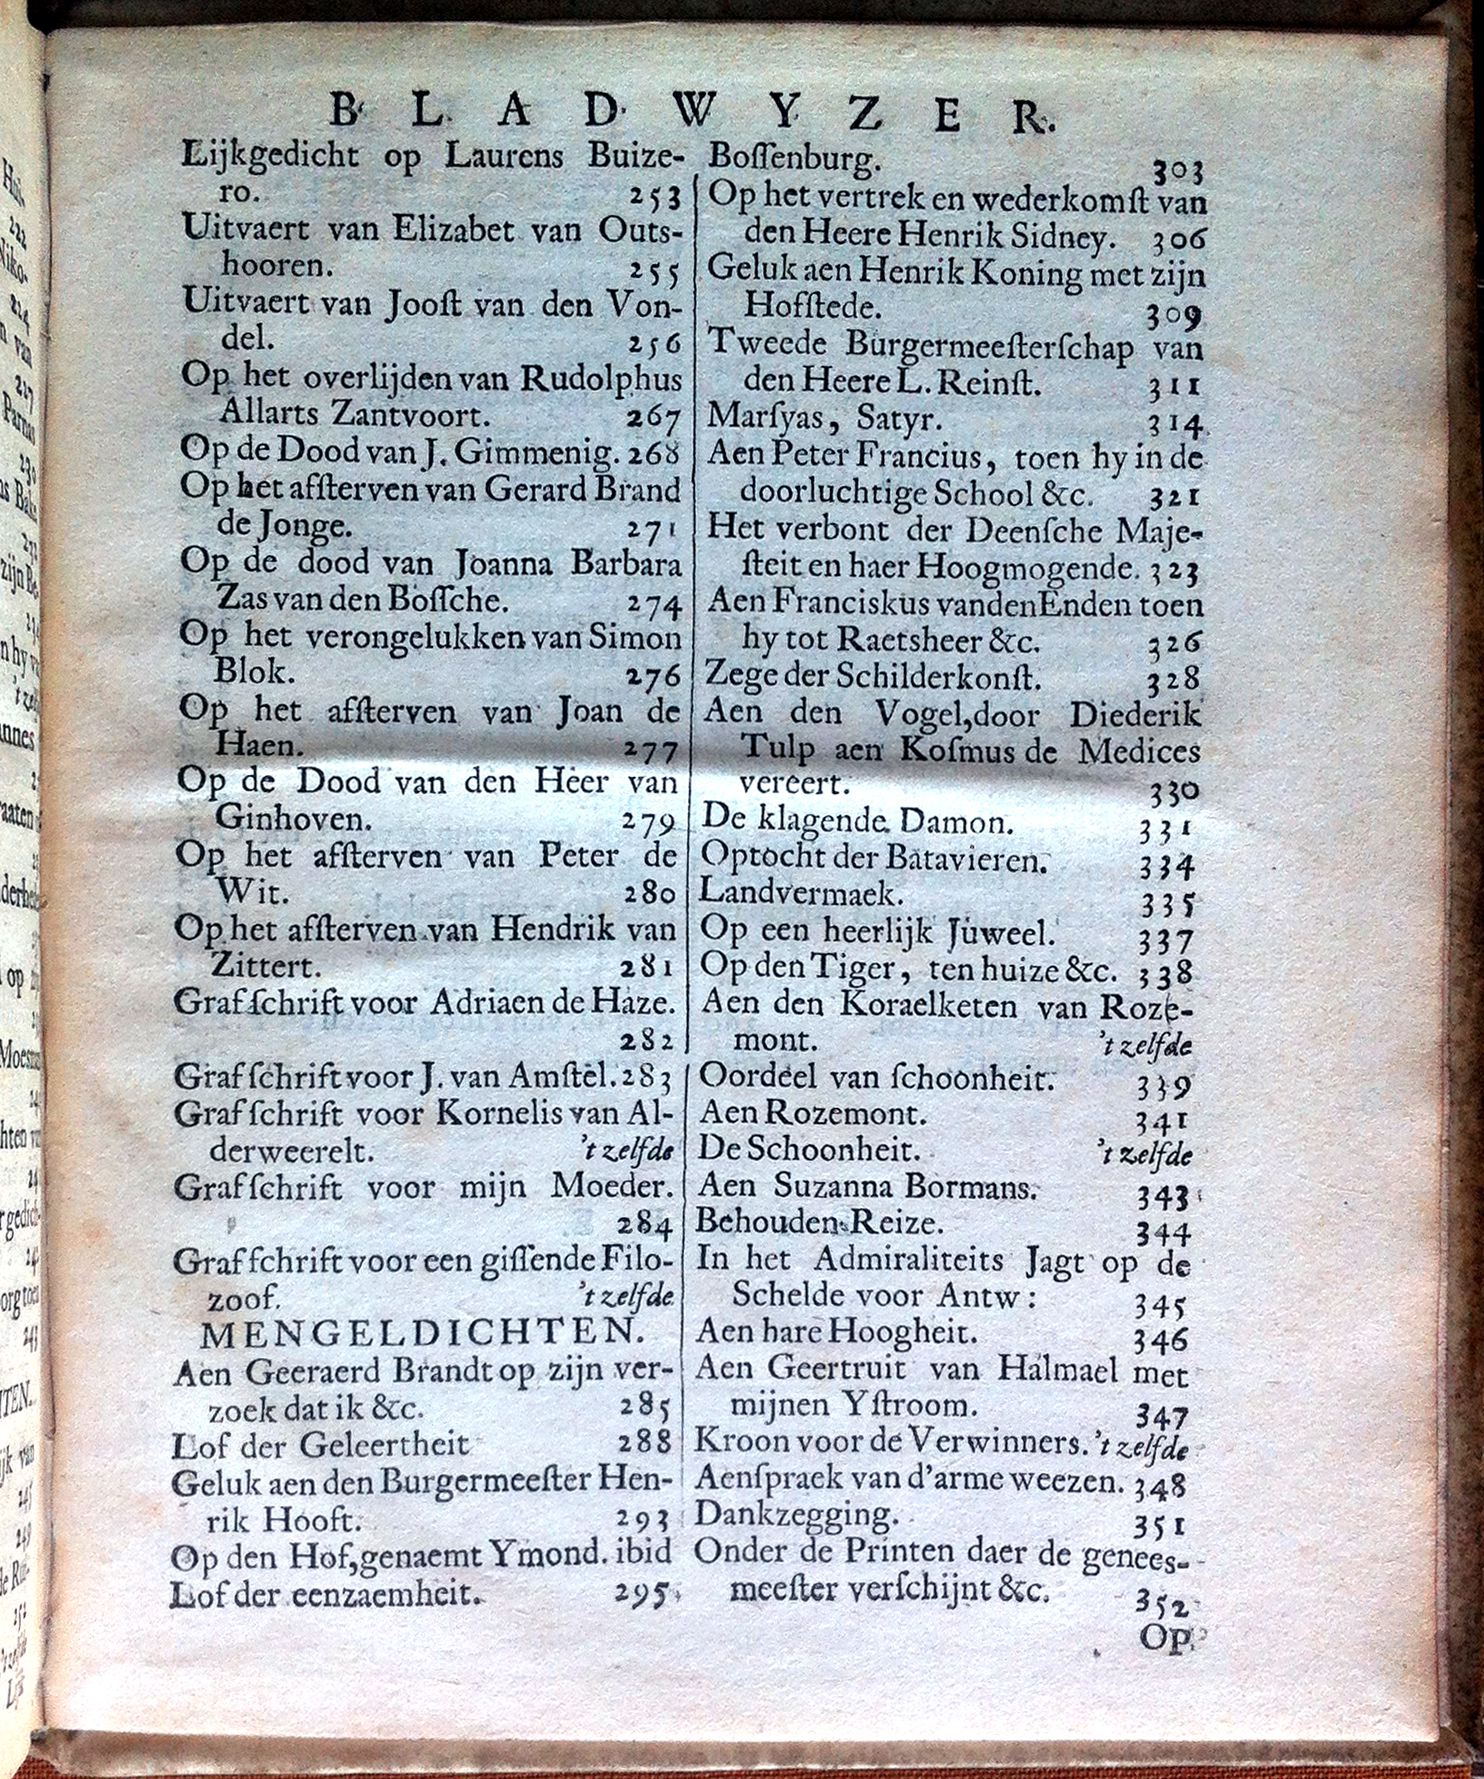 BLADWYZER.
Lijkgedicht op Laurens Buize-
ro. 253
Uitvaert van Elizabet van Outs-
hooren. 255
Uitvaert van Jooſt van den Von-
del. 256
Op het overlijden van Rudolphus
Allarts Zantvoort. 267
Op de Dood van J. Gimmenig. 268
Op het afſterven van Gerard Brand
de Jonge. 271
Op de dood van Joanna Barbara
Zas van den Boſſche. 274
Op het verongelukken van Simon
Blok. 276
Op het afſterven van Joan de
Haen. 277
Op de Dood van den Heer van
Ginhoven. 279
Op het afſterven van Peter de
Wit. 280
Op het afſterven van Hendrik van
Zittert. 281
Grafſchrift voor Adriaen de Haze.
282
Grafſchrift voor J. van Amſtel. 283
Grafſchrift voor Kornelis van Al-
derweerelt. 't zelfde
Grafſchrift voor mijn Moeder.
284
Grafſchrift voor een giſſende Filo-
zoof. 't zelfde
MENGELDICHTEN.
Aen Geeraerd Brandt op zijn ver-
zoek dat ik &c. 285
Lof der Geleertheit 288
Geluk aen den Burgermeeſter Hen-
rik Hooft. 293
Op den Hof, genaemt Ymond. ibid
Lof der eenzaemheit. 295
Boſſenburg. 303
Op het vertrek en wederkomſt van
den Heere Henrik Sidney. 306
Geluk aen Henrik Koning met zijn
Hofſtede. 309
Tweede Burgermeeſterſchap van
den Heere L. Reinſt. 311
Marſyas, Satyr. 314
Aen Peter Francius, toen hy in de
doorluchtige School &c. 321
Het verbont der Deenſche Maje-
ſteit en haer Hoogmogende. 323
Aen Franciskus vanden Enden toen
hy tot Raetsheer &c. 326
Zege der Schilderkonſt. 328
Aen den Vogel, door Diederik
Tulp aen Koſmus de Medices
vereert. 330
De klagende Damon. 331
Optocht der Batavieren. 334
Landvermaek. 335
Op een heerlijk Juweel. 337
Op den Tiger, ten huize &c. 338
Aen den Koraelketen van Roze-
mont. 't zelfde
Oordeel van ſchoonheit. 339
Aen Rozemont. 341
De Schoonheit. 't zelfde
Aen Suzanna Bormans. 343
Behouden Reize. 344
In het Admiraliteits Jagt op de
Schelde voor Antw: 345
Aen hare Hoogheit. 346
Aen Geertruit van Halmael met
mijnen Yſtroom. 347
Kroon voor de Verwinners. 't zelfde
Aenſpraek van d'arme weezen. 348
Dankzegging. 351
Onder de Printen daer de genees-
meeſter verſchijnt &c. 352
Op